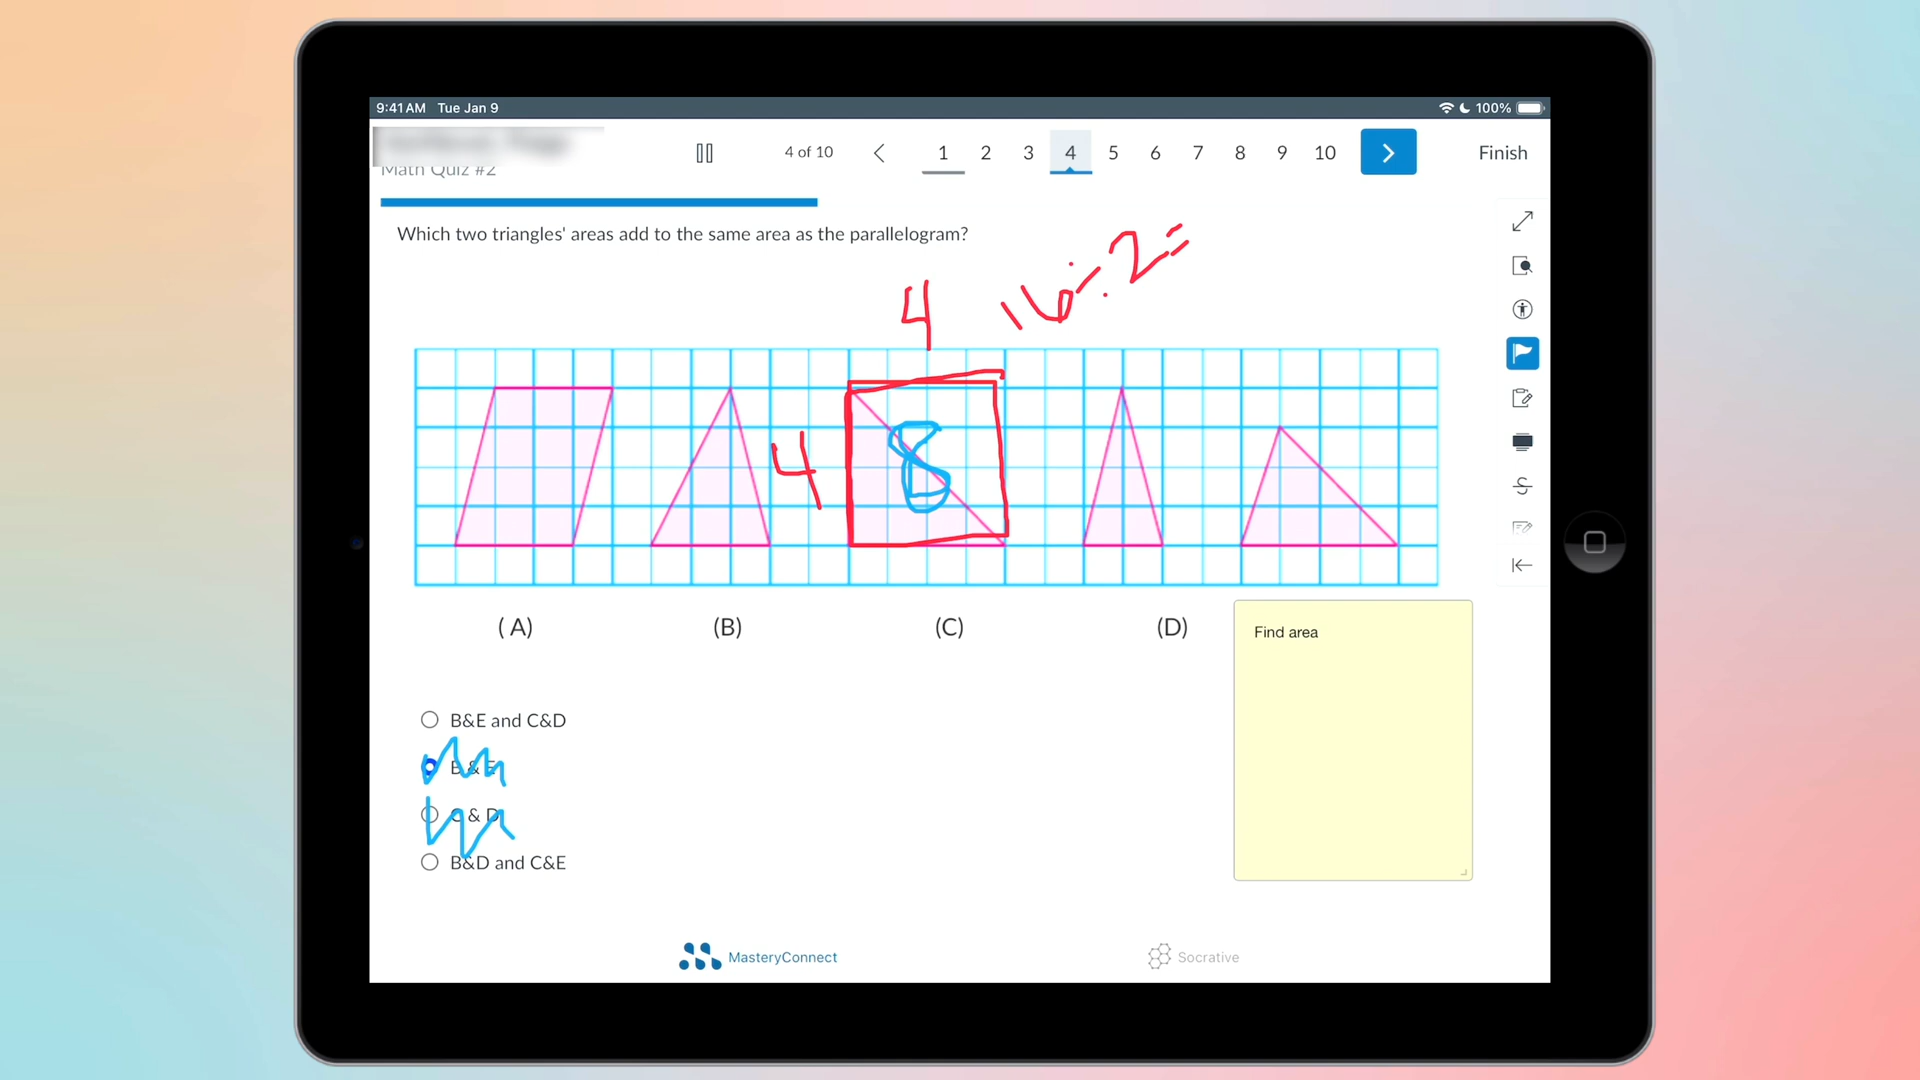 9:41 AM Tue Jan 9
100%
Math Quiz #2
4 of 10
1 2 3 4 5 6 7 8 9 10
Finish
Which two triangles' areas add to the same area as the parallelogram?
4
16÷2=
4
8
( A) (B) (C) (D)
Find area
B&E and C&D
B & E
C & D
B&D and C&E
MasteryConnect
Socrative